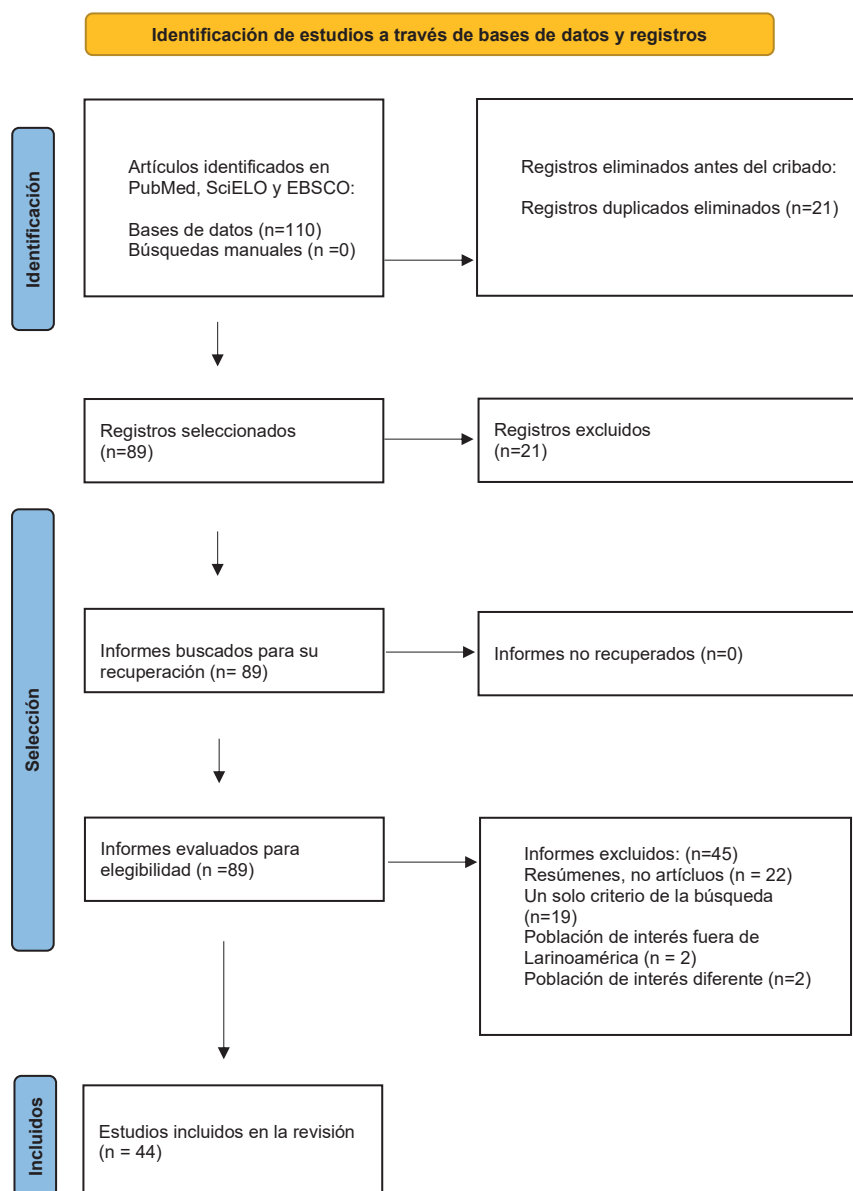 Identificación de estudios a través de bases de datos y registros
Identificación
Artículos identificados en
PubMed, SciELO y EBSCO:
Bases de datos (n=110)
Búsquedas manuales (n =0)
Registros eliminados antes del cribado:
Registros duplicados eliminados (n=21)
Registros seleccionados
(n=89)
Registros excluidos
(n=21)
Selección
Informes buscados para su
recuperación (n= 89)
Informes no recuperados (n=0)
Informes evaluados para
elegibilidad (n =89)
Informes excluidos: (n=45)
Resúmenes, no artícluos (n = 22)
Un solo criterio de la búsqueda
(n=19)
Población de interés fuera de
Larinoamérica (n = 2)
Población de interés diferente (n=2)
Incluidos
Estudios incluidos en la revisión
(n = 44)